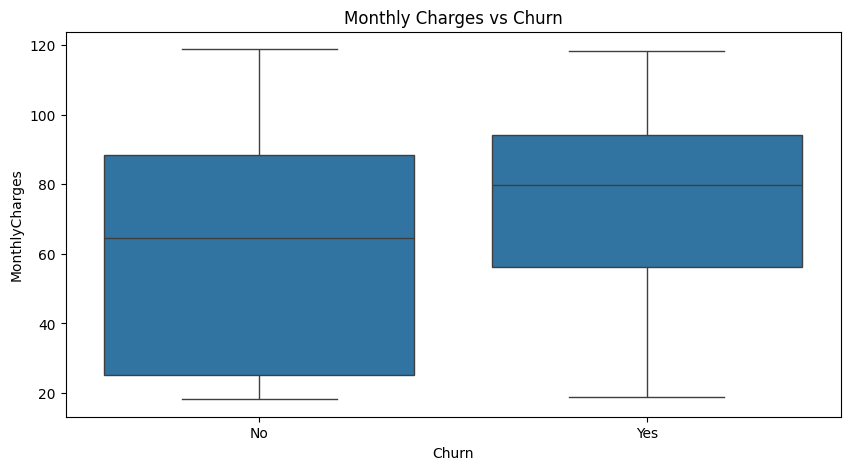 Monthly Charges vs Churn
120
100
80
60
40
20
MonthlyCharges
No
Yes
Churn